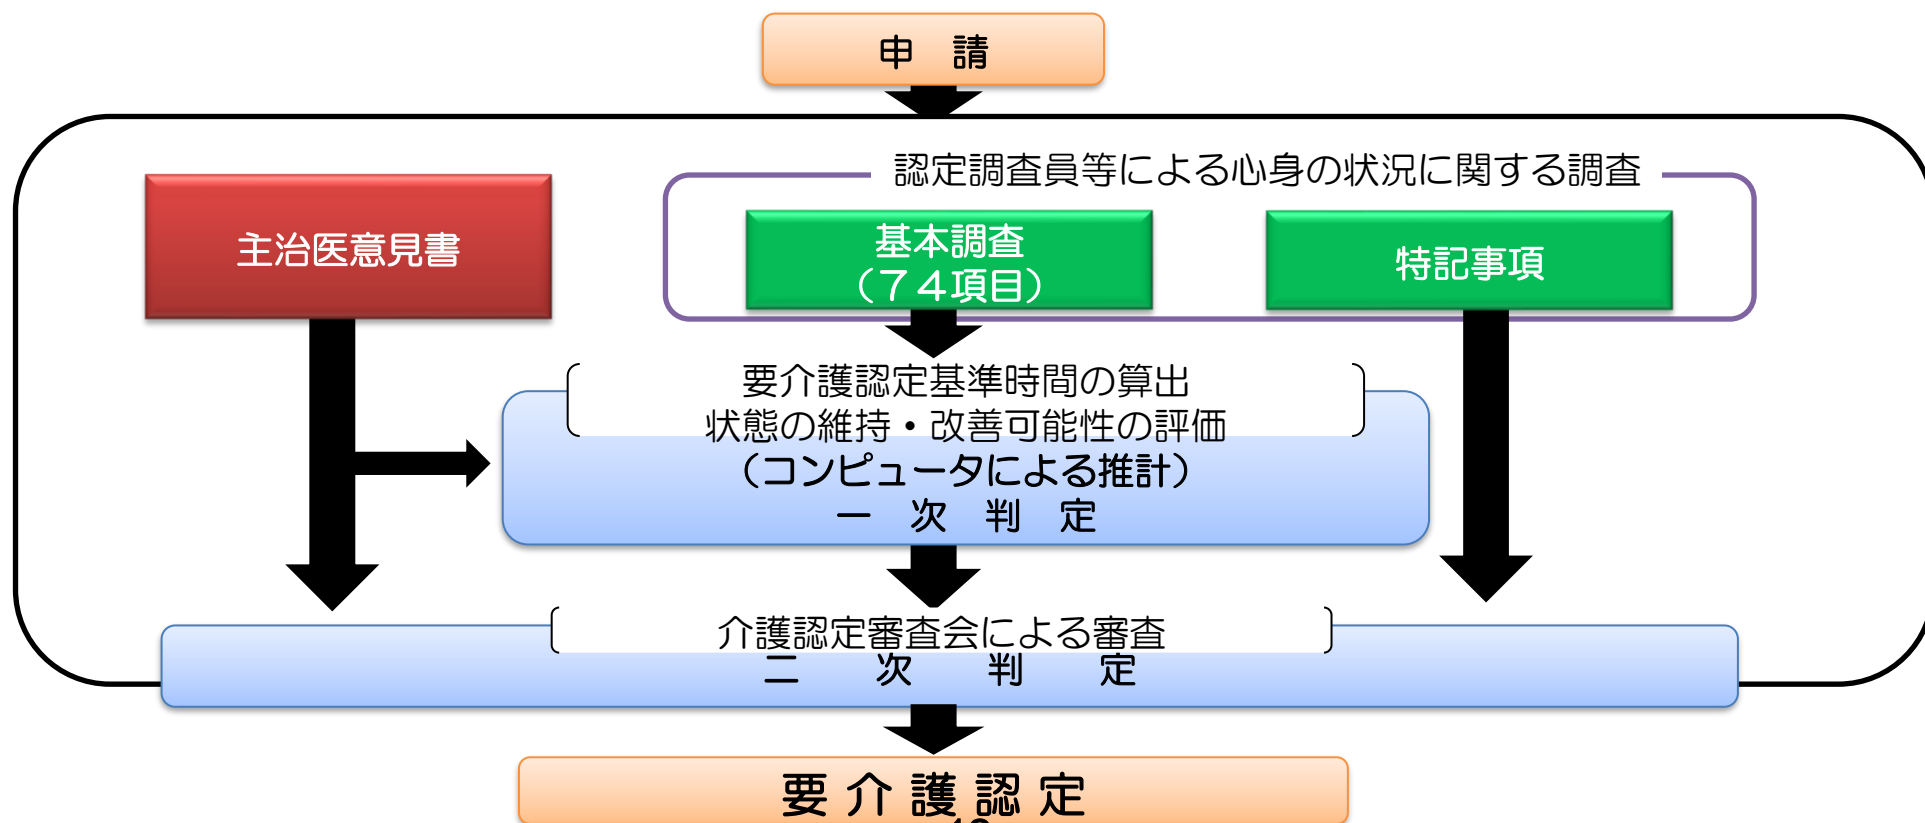 申　請
認定調査員等による心身の状況に関する調査
主治医意見書
基本調査
（７４項目）
特記事項
要介護認定基準時間の算出
状態の維持・改善可能性の評価
（コンピュータによる推計）
一　次　判　定
介護認定審査会による審査
二　　次　　判　　定
要 介 護 認 定